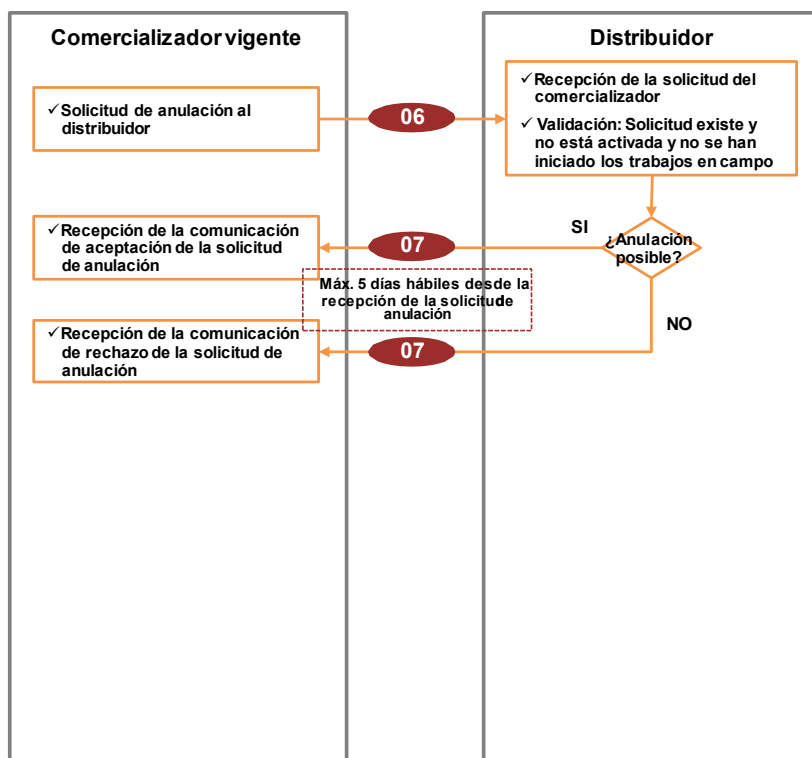 Comercializador vigente
Distribuidor
✓Solicitud de anulación al
distribuidor
06
✓Recepción de la solicitud del
comercializador
✓ Validación: Solicitud existe y
no está activada y no se han
iniciado los trabajos en campo
✓Recepción de la comunicación
de aceptación de la solicitud
de anulación
07
SI
¿Anulación
posible?
Máx. 5 días hábiles desde la
recepción de la solicitud de
anulación
NO
✓Recepción de la comunicación
de rechazo de la solicitud de
anulación
07